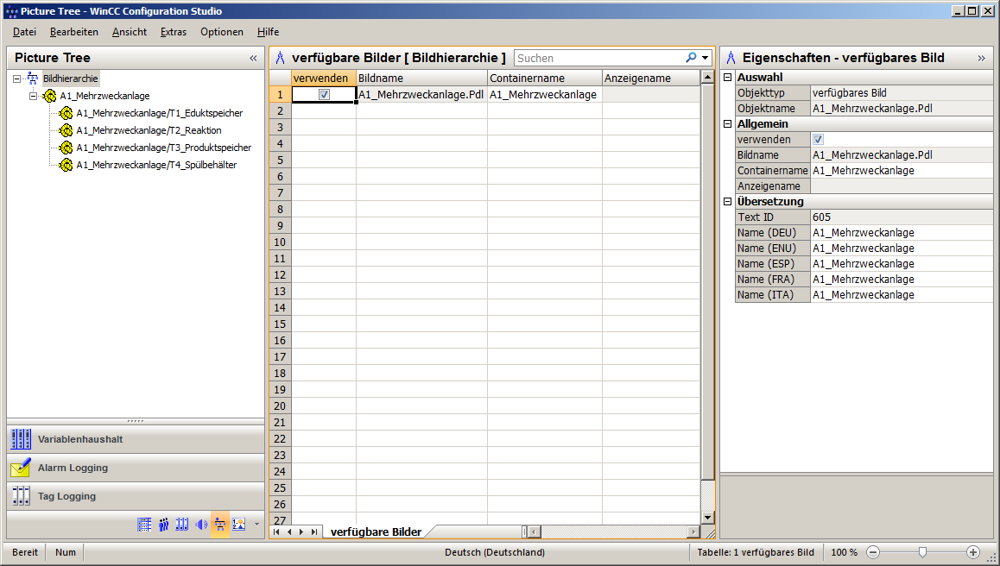 Picture Tree - WinCC Configuration Studio
Datei Bearbeiten Ansicht Extras Optionen Hilfe
Picture Tree «
Bildhierarchie
A1_Mehrzweckanlage
A1_Mehrzweckanlage/T1_Eduktspeicher
A1_Mehrzweckanlage/T2_Reaktion
A1_Mehrzweckanlage/T3_Produktspeicher
A1_Mehrzweckanlage/T4_Spülbehälter
Variablenhaushalt
Alarm Logging
Tag Logging
verfügbare Bilder [ Bildhierarchie ] Suchen
verwenden Bildname Containername Anzeigename
1 A1_Mehrzweckanlage.Pdl A1_Mehrzweckanlage
2
3
4
5
6
7
8
9
10
11
12
13
14
15
16
17
18
19
20
21
22
23
24
25
26
27
verfügbare Bilder
Eigenschaften - verfügbares Bild »
Auswahl
Objekttyp verfügbares Bild
Objektname A1_Mehrzweckanlage.Pdl
Allgemein
verwenden
Bildname A1_Mehrzweckanlage.Pdl
Containername A1_Mehrzweckanlage
Anzeigename
Übersetzung
Text ID 605
Name (DEU) A1_Mehrzweckanlage
Name (ENU) A1_Mehrzweckanlage
Name (ESP) A1_Mehrzweckanlage
Name (FRA) A1_Mehrzweckanlage
Name (ITA) A1_Mehrzweckanlage
Bereit Num Deutsch (Deutschland) Tabelle: 1 verfügbares Bild 100 %